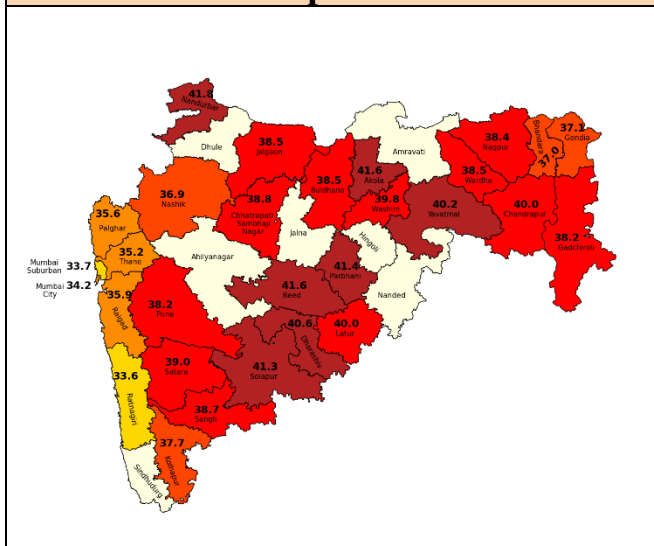 41.8
Nandurbar
Dhule
38.5
Jalgaon
Amravati
38.4
Nagpur
Bhandara
37.0
37.1
Gondia
36.9
Nashik
38.8
Chhatrapati
Sambhaji
Nagar
38.5
Buldhana
41.6
Akola
39.8
Washim
38.5
Wardha
40.2
Yavatmal
40.0
Chandrapur
38.2
Gadchiroli
35.6
Palghar
Ahilyanagar
Jalna
Hingoli
Mumbai
Suburban
33.7
35.2
Thane
Mumbai
City
34.2
35.9
Raigad
38.2
Pune
41.6
Beed
41.4
Parbhani
Nanded
40.6
Dharashiv
40.0
Latur
33.6
Ratnagiri
39.0
Satara
41.3
Solapur
38.7
Sangli
37.7
Kolhapur
Sindhudurg